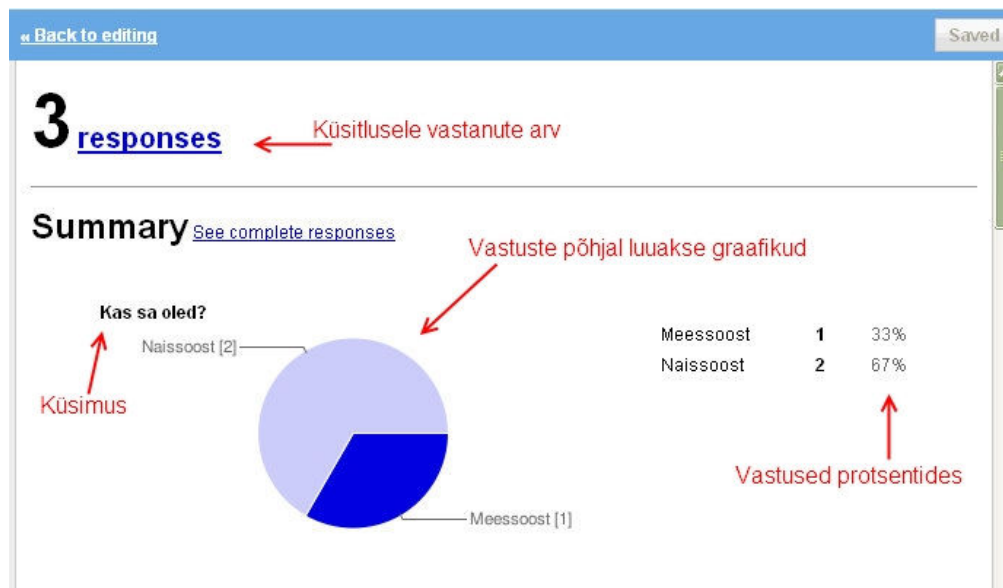 « Back to editing
Saved
3 responses
Küsitlusele vastanute arv
Summary See complete responses
Vastuste põhjal luuakse graafikud
Kas sa oled?
Naissoost [2]
Meessoost 1 33%
Naissoost 2 67%
Küsimus
Vastused protsentides
Meessoost [1]